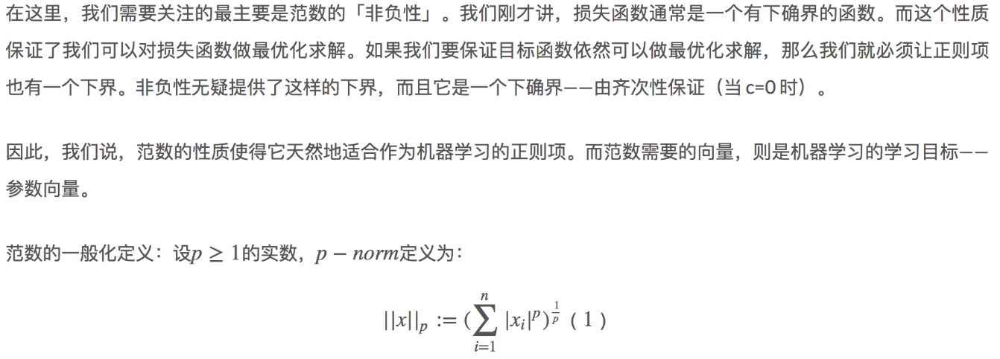 在这里，我们需要关注的最主要是范数的「非负性」。我们刚才讲，损失函数通常是一个有下确界的函数。而这个性质
保证了我们可以对损失函数做最优化求解。如果我们要保证目标函数依然可以做最优化求解，那么我们就必须让正则项
也有一个下界。非负性无疑提供了这样的下界，而且它是一个下确界——由齐次性保证（当 c=0 时）。
因此，我们说，范数的性质使得它天然地适合作为机器学习的正则项。而范数需要的向量，则是机器学习的学习目标——
参数向量。
范数的一般化定义：设p ≥ 1的实数，p − norm定义为：
||x||_p := (∑_{i=1}^{n} |x_i|^p)^{\frac{1}{p}}（1）